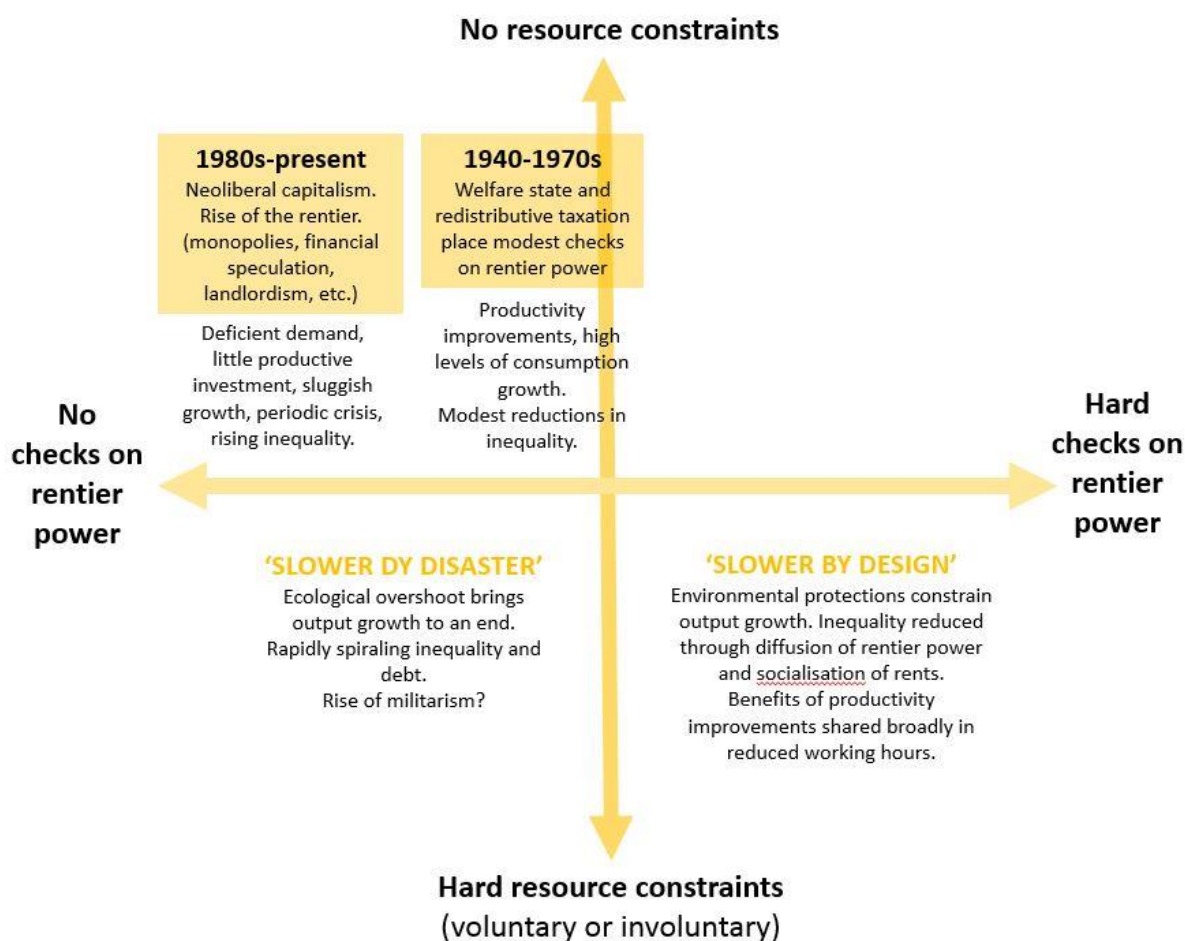 No resource constraints
1980s-present
Neoliberal capitalism.
Rise of the rentier.
(monopolies, financial
speculation,
landlordism, etc.)
Deficient demand,
little productive
investment, sluggish
growth, periodic crisis,
rising inequality.
1940-1970s
Welfare state and
redistributive taxation
place modest checks
on rentier power
Productivity
improvements, high
levels of consumption
growth.
Modest reductions in
inequality.
No
checks on
rentier
power
Hard
checks on
rentier
power
‘SLOWER DY DISASTER’
Ecological overshoot brings
output growth to an end.
Rapidly spiraling inequality and
debt.
Rise of militarism?
‘SLOWER BY DESIGN’
Environmental protections constrain
output growth. Inequality reduced
through diffusion of rentier power
and socialisation of rents.
Benefits of productivity
improvements shared broadly in
reduced working hours.
Hard resource constraints
(voluntary or involuntary)